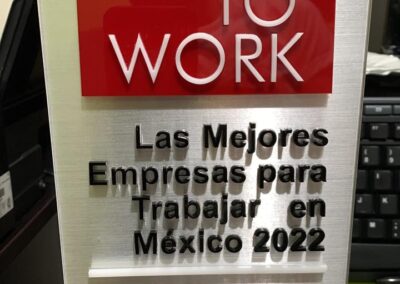 TO
WORK
Las Mejores
Empresas para
Trabajar en
México 2022